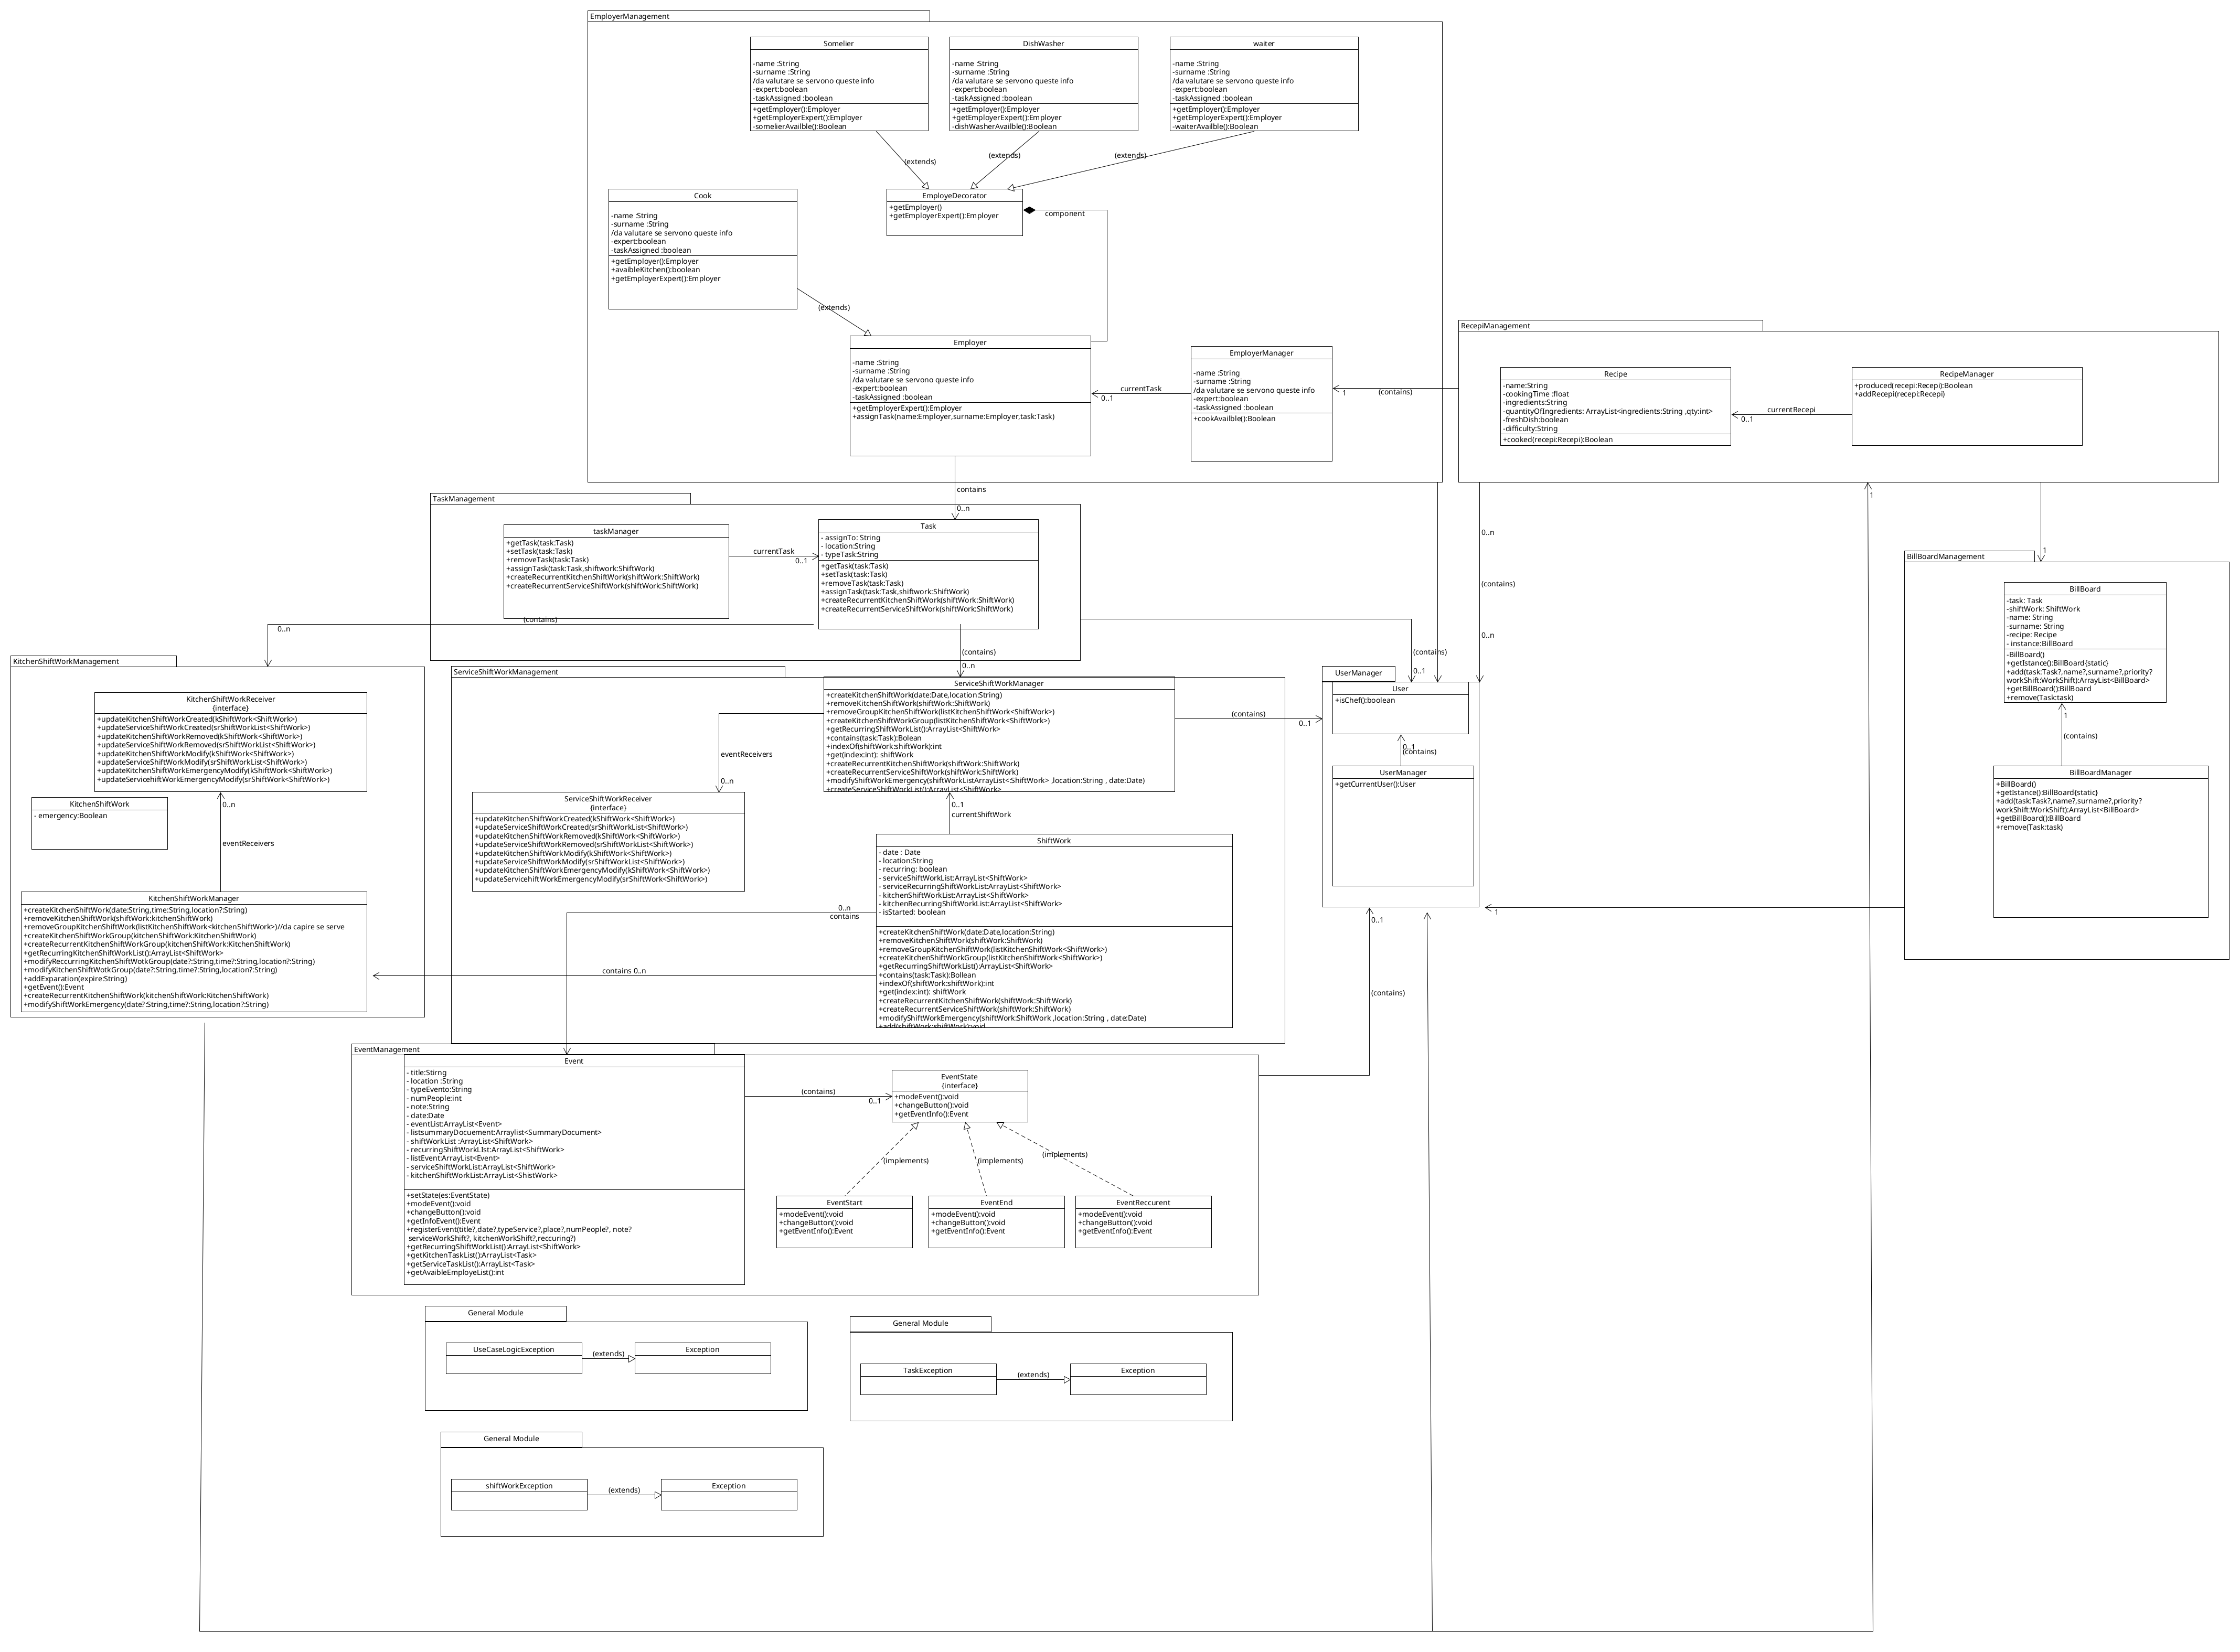 EmployerManagement
Somelier
-name :String
-surname :String
/da valutare se servono queste info
-expert:boolean
-taskAssigned :boolean
+getEmployer():Employer
+getEmployerExpert():Employer
-somelierAvailble():Boolean
DishWasher
-name :String
-surname :String
/da valutare se servono queste info
-expert:boolean
-taskAssigned :boolean
+getEmployer():Employer
+getEmployerExpert():Employer
-dishWasherAvailble():Boolean
waiter
-name :String
-surname :String
/da valutare se servono queste info
-expert:boolean
-taskAssigned :boolean
+getEmployer():Employer
+getEmployerExpert():Employer
-waiterAvailble():Boolean
(extends)
(extends)
(extends)
Cook
-name :String
-surname :String
/da valutare se servono queste info
-expert:boolean
-taskAssigned :boolean
+getEmployer():Employer
+avaibleKitchen():boolean
+getEmployerExpert():Employer
EmployeDecorator
+getEmployer()
+getEmployerExpert():Employer
component
(extends)
Employer
-name :String
-surname :String
/da valutare se servono queste info
-expert:boolean
-taskAssigned :boolean
+getEmployerExpert():Employer
+assignTask(name:Employer,surname:Employer,task:Task)
currentTask
0..1
EmployerManager
-name :String
-surname :String
/da valutare se servono queste info
-expert:boolean
-taskAssigned :boolean
+cookAvailble():Boolean
1
(contains)
RecepiManagement
Recipe
-name:String
-cookingTime :float
-ingredients:String
-quantityOfIngredients: ArrayList<ingredients:String ,qty:int>
-freshDish:boolean
-difficulty:String
+cooked(recepi:Recepi):Boolean
currentRecepi
0..1
RecipeManager
+produced(recepi:Recepi):Boolean
+addRecepi(recepi:Recepi)
contains
0..n
TaskManagement
taskManager
+getTask(task:Task)
+setTask(task:Task)
+removeTask(task:Task)
+assignTask(task:Task,shiftwork:ShiftWork)
+createRecurrentKitchenShiftWork(shiftWork:ShiftWork)
+createRecurrentServiceShiftWork(shiftWork:ShiftWork)
currentTask
0..1
Task
- assignTo: String
- location:String
- typeTask:String
+getTask(task:Task)
+setTask(task:Task)
+removeTask(task:Task)
+assignTask(task:Task,shiftwork:ShiftWork)
+createRecurrentKitchenShiftWork(shiftWork:ShiftWork)
+createRecurrentServiceShiftWork(shiftWork:ShiftWork)
(contains)
0..n
(contains)
0..n
(contains)
0..1
0..n
(contains)
0..n
1
1
BillBoardManagement
BillBoard
-task: Task
-shiftWork: ShiftWork
-name: String
-surname: String
-recipe: Recipe
- instance:BillBoard
-BillBoard()
+getIstance():BillBoard{static}
+add(task:Task?,name?,surname?,priority?
workShift:WorkShift):ArrayList<BillBoard>
+getBillBoard():BillBoard
+remove(Task:task)
1
(contains)
BillBoardManager
+BillBoard()
+getIstance():BillBoard{static}
+add(task:Task?,name?,surname?,priority?
workShift:WorkShift):ArrayList<BillBoard>
+getBillBoard():BillBoard
+remove(Task:task)
1
KitchenShiftWorkManagement
KitchenShiftWorkReceiver
{interface}
+updateKitchenShiftWorkCreated(kShiftWork<ShiftWork>)
+updateServiceShiftWorkCreated(srShiftWorkList<ShiftWork>)
+updateKitchenShiftWorkRemoved(kShiftWork<ShiftWork>)
+updateServiceShiftWorkRemoved(srShiftWorkList<ShiftWork>)
+updateKitchenShiftWorkModify(kShiftWork<ShiftWork>)
+updateServiceShiftWorkModify(srShiftWorkList<ShiftWork>)
+updateKitchenShiftWorkEmergencyModify(kShiftWork<ShiftWork>)
+updateServicehiftWorkEmergencyModify(srShiftWork<ShiftWork>)
KitchenShiftWork
- emergency:Boolean
0..n
eventReceivers
KitchenShiftWorkManager
+createKitchenShiftWork(date:String,time:String,location?:String)
+removeKitchenShiftWork(shiftWork:kitchenShiftWork)
+removeGroupKitchenShiftWork(listKitchenShiftWork<kitchenShiftWork>)//da capire se serve
+createKitchenShiftWorkGroup(kitchenShiftWork:KitchenShiftWork)
+createRecurrentKitchenShiftWorkGroup(kitchenShiftWork:KitchenShiftWork)
+getRecurringKitchenShiftWorkList():ArrayList<ShiftWork>
+modifyReccurringKitchenShiftWotkGroup(date?:String,time?:String,location?:String)
+modifyKitchenShiftWotkGroup(date?:String,time?:String,location?:String)
+addExparation(expire:String)
+getEvent():Event
+createRecurrentKitchenShiftWork(kitchenShiftWork:KitchenShiftWork)
+modifyShiftWorkEmergency(date?:String,time?:String,location?:String)
ServiceShiftWorkManagement
ServiceShiftWorkManager
+createKitchenShiftWork(date:Date,location:String)
+removeKitchenShiftWork(shiftWork:ShiftWork)
+removeGroupKitchenShiftWork(listKitchenShiftWork<ShiftWork>)
+createKitchenShiftWorkGroup(listKitchenShiftWork<ShiftWork>)
+getRecurringShiftWorkList():ArrayList<ShiftWork>
+contains(task:Task):Bolean
+indexOf(shiftWork:shiftWork):int
+get(index:int): shiftWork
+createRecurrentKitchenShiftWork(shiftWork:ShiftWork)
+createRecurrentServiceShiftWork(shiftWork:ShiftWork)
+modifyShiftWorkEmergency(shiftWorkListArrayList<:ShiftWork> ,location:String , date:Date)
+createServiceShiftWorkList():ArrayList<ShiftWork>
eventReceivers
0..n
(contains)
0..1
ServiceShiftWorkReceiver
{interface}
+updateKitchenShiftWorkCreated(kShiftWork<ShiftWork>)
+updateServiceShiftWorkCreated(srShiftWorkList<ShiftWork>)
+updateKitchenShiftWorkRemoved(kShiftWork<ShiftWork>)
+updateServiceShiftWorkRemoved(srShiftWorkList<ShiftWork>)
+updateKitchenShiftWorkModify(kShiftWork<ShiftWork>)
+updateServiceShiftWorkModify(srShiftWorkList<ShiftWork>)
+updateKitchenShiftWorkEmergencyModify(kShiftWork<ShiftWork>)
+updateServicehiftWorkEmergencyModify(srShiftWork<ShiftWork>)
0..1
currentShiftWork
ShiftWork
- date : Date
- location:String
- recurring: boolean
- serviceShiftWorkList:ArrayList<ShiftWork>
- serviceRecurringShiftWorkList:ArrayList<ShiftWork>
- kitchenShiftWorkList:ArrayList<ShiftWork>
- kitchenRecurringShiftWorkList:ArrayList<ShiftWork>
- isStarted: boolean
+createKitchenShiftWork(date:Date,location:String)
+removeKitchenShiftWork(shiftWork:ShiftWork)
+removeGroupKitchenShiftWork(listKitchenShiftWork<ShiftWork>)
+createKitchenShiftWorkGroup(listKitchenShiftWork<ShiftWork>)
+getRecurringShiftWorkList():ArrayList<ShiftWork>
+contains(task:Task):Bollean
+indexOf(shiftWork:shiftWork):int
+get(index:int): shiftWork
+createRecurrentKitchenShiftWork(shiftWork:ShiftWork)
+createRecurrentServiceShiftWork(shiftWork:ShiftWork)
+modifyShiftWorkEmergency(shiftWork:ShiftWork ,location:String , date:Date)
+add(shiftWork:shiftWork):void
0..n
contains
contains 0..n
UserManager
User
+isChef():boolean
0..1
(contains)
UserManager
+getCurrentUser():User
0..1
(contains)
EventManagement
Event
- title:Stirng
- location :String
- typeEvento:String
- numPeople:int
- note:String
- date:Date
- eventList:ArrayList<Event>
- listsummaryDocuement:Arraylist<SummaryDocument>
- shiftWorkList :ArrayList<ShiftWork>
- recurringShiftWorkLIst:ArrayList<ShiftWork>
- listEvent:ArrayList<Event>
- serviceShiftWorkList:ArrayList<ShiftWork>
- kitchenShiftWorkList:ArrayList<ShistWork>
+setState(es:EventState)
+modeEvent():void
+changeButton():void
+getInfoEvent():Event
+registerEvent(title?,date?,typeService?,place?,numPeople?, note?
serviceWorkShift?, kitchenWorkShift?,reccuring?)
+getRecurringShiftWorkList():ArrayList<ShiftWork>
+getKitchenTaskList():ArrayList<Task>
+getServiceTaskList():ArrayList<Task>
+getAvaibleEmployeList():int
(contains)
0..1
EventState
{interface}
+modeEvent():void
+changeButton():void
+getEventInfo():Event
(implements)
(implements)
(implements)
EventStart
+modeEvent():void
+changeButton():void
+getEventInfo():Event
EventEnd
+modeEvent():void
+changeButton():void
+getEventInfo():Event
EventReccurent
+modeEvent():void
+changeButton():void
+getEventInfo():Event
General Module
UseCaseLogicException
(extends)
Exception
General Module
TaskException
(extends)
Exception
General Module
shiftWorkException
(extends)
Exception